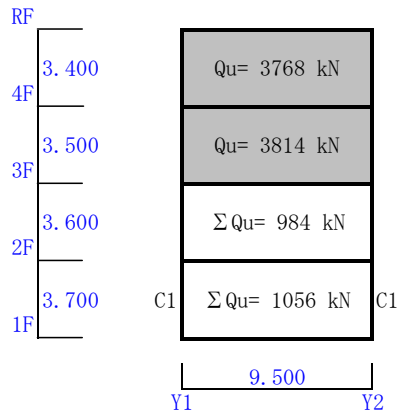 RF
3.400
Qu= 3768 kN
4F
3.500
Qu= 3814 kN
3F
3.600
ΣQu= 984 kN
2F
3.700
C1
ΣQu= 1056 kN
C1
1F
9.500
Y1
Y2